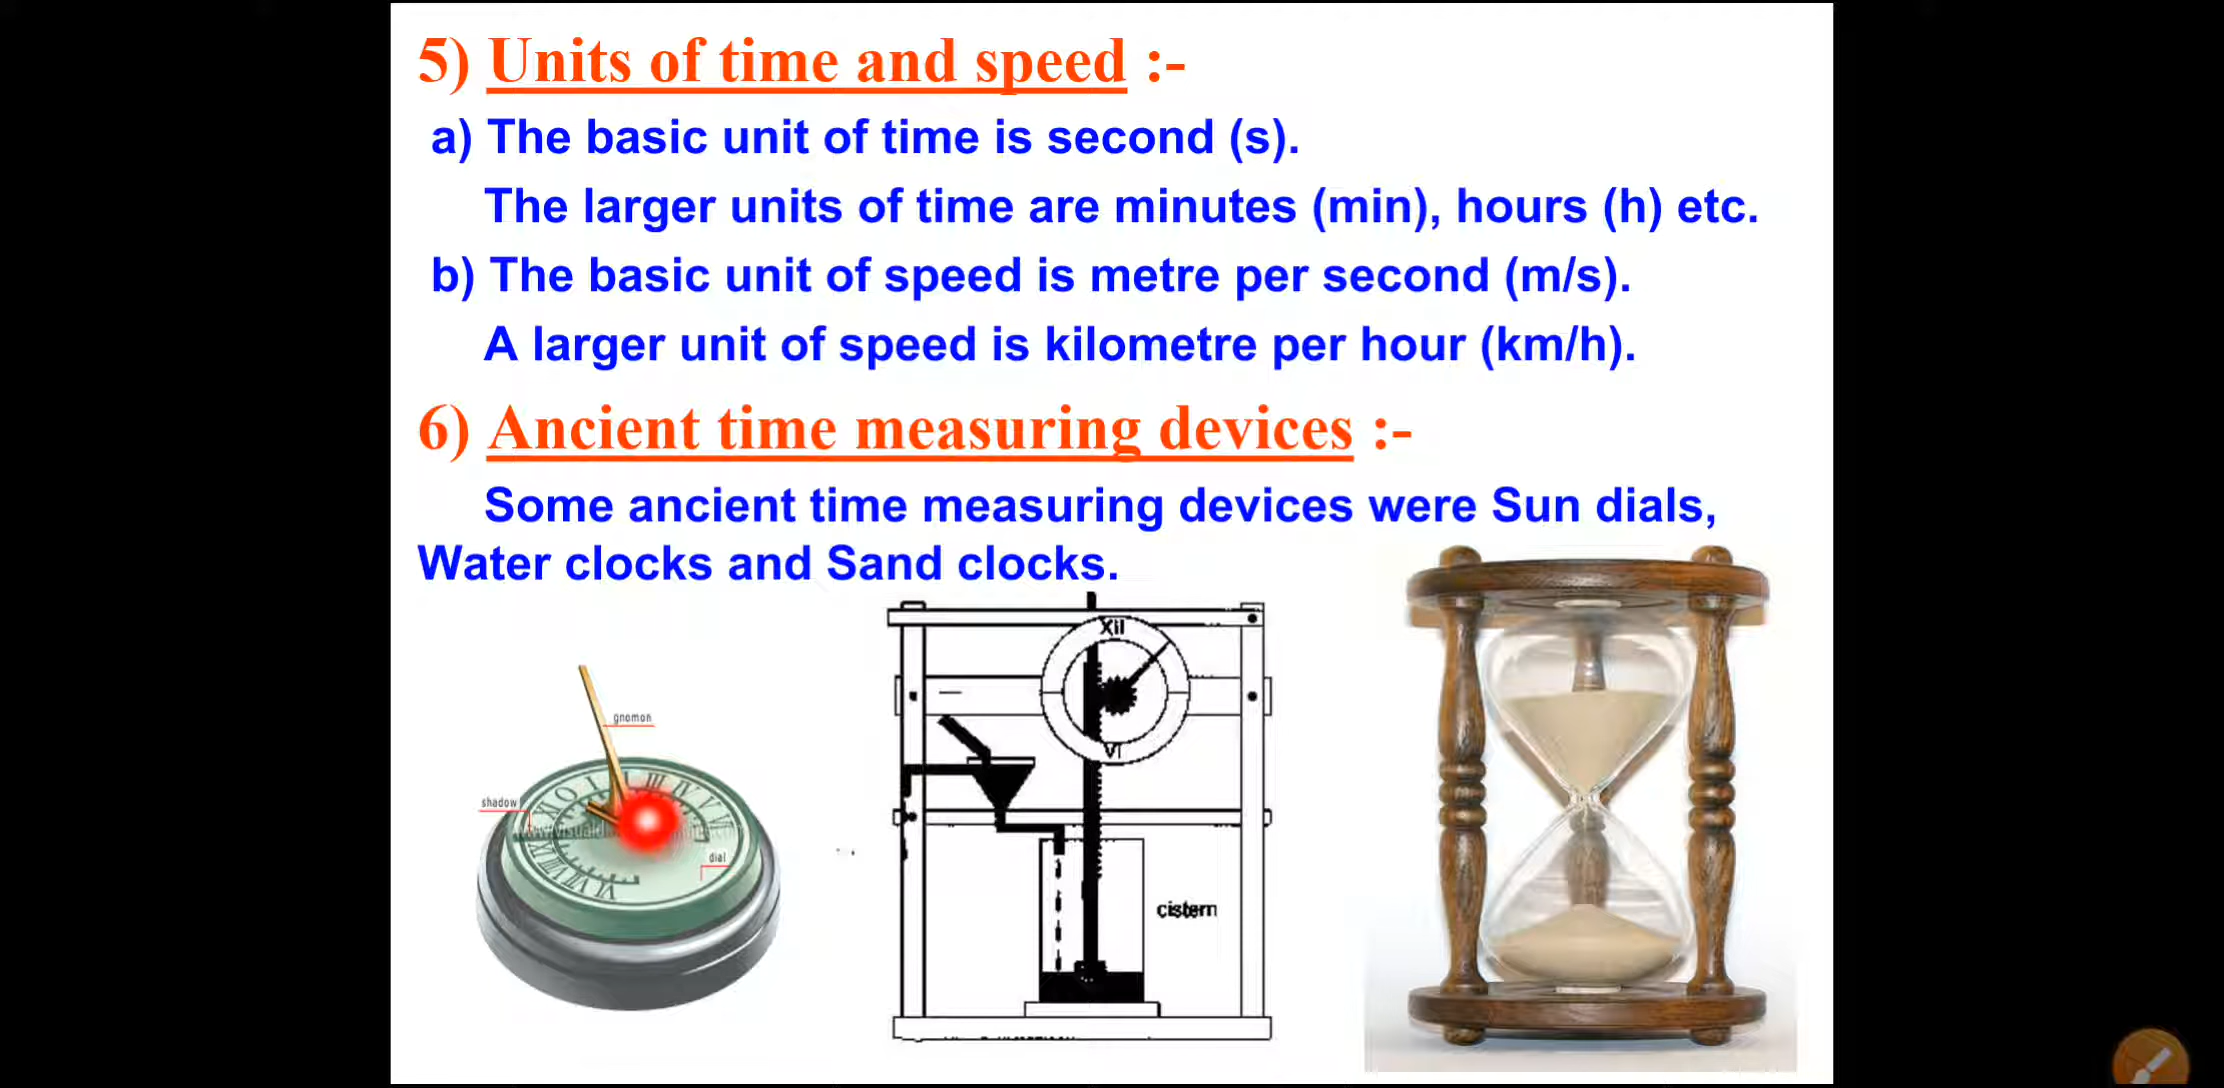 5) Units of time and speed :-
a) The basic unit of time is second (s).
The larger units of time are minutes (min), hours (h) etc.
b) The basic unit of speed is metre per second (m/s).
A larger unit of speed is kilometre per hour (km/h).
6) Ancient time measuring devices :-
Some ancient time measuring devices were Sun dials,
Water clocks and Sand clocks.
gnomon
shadow
dial
XII
VI
cistern